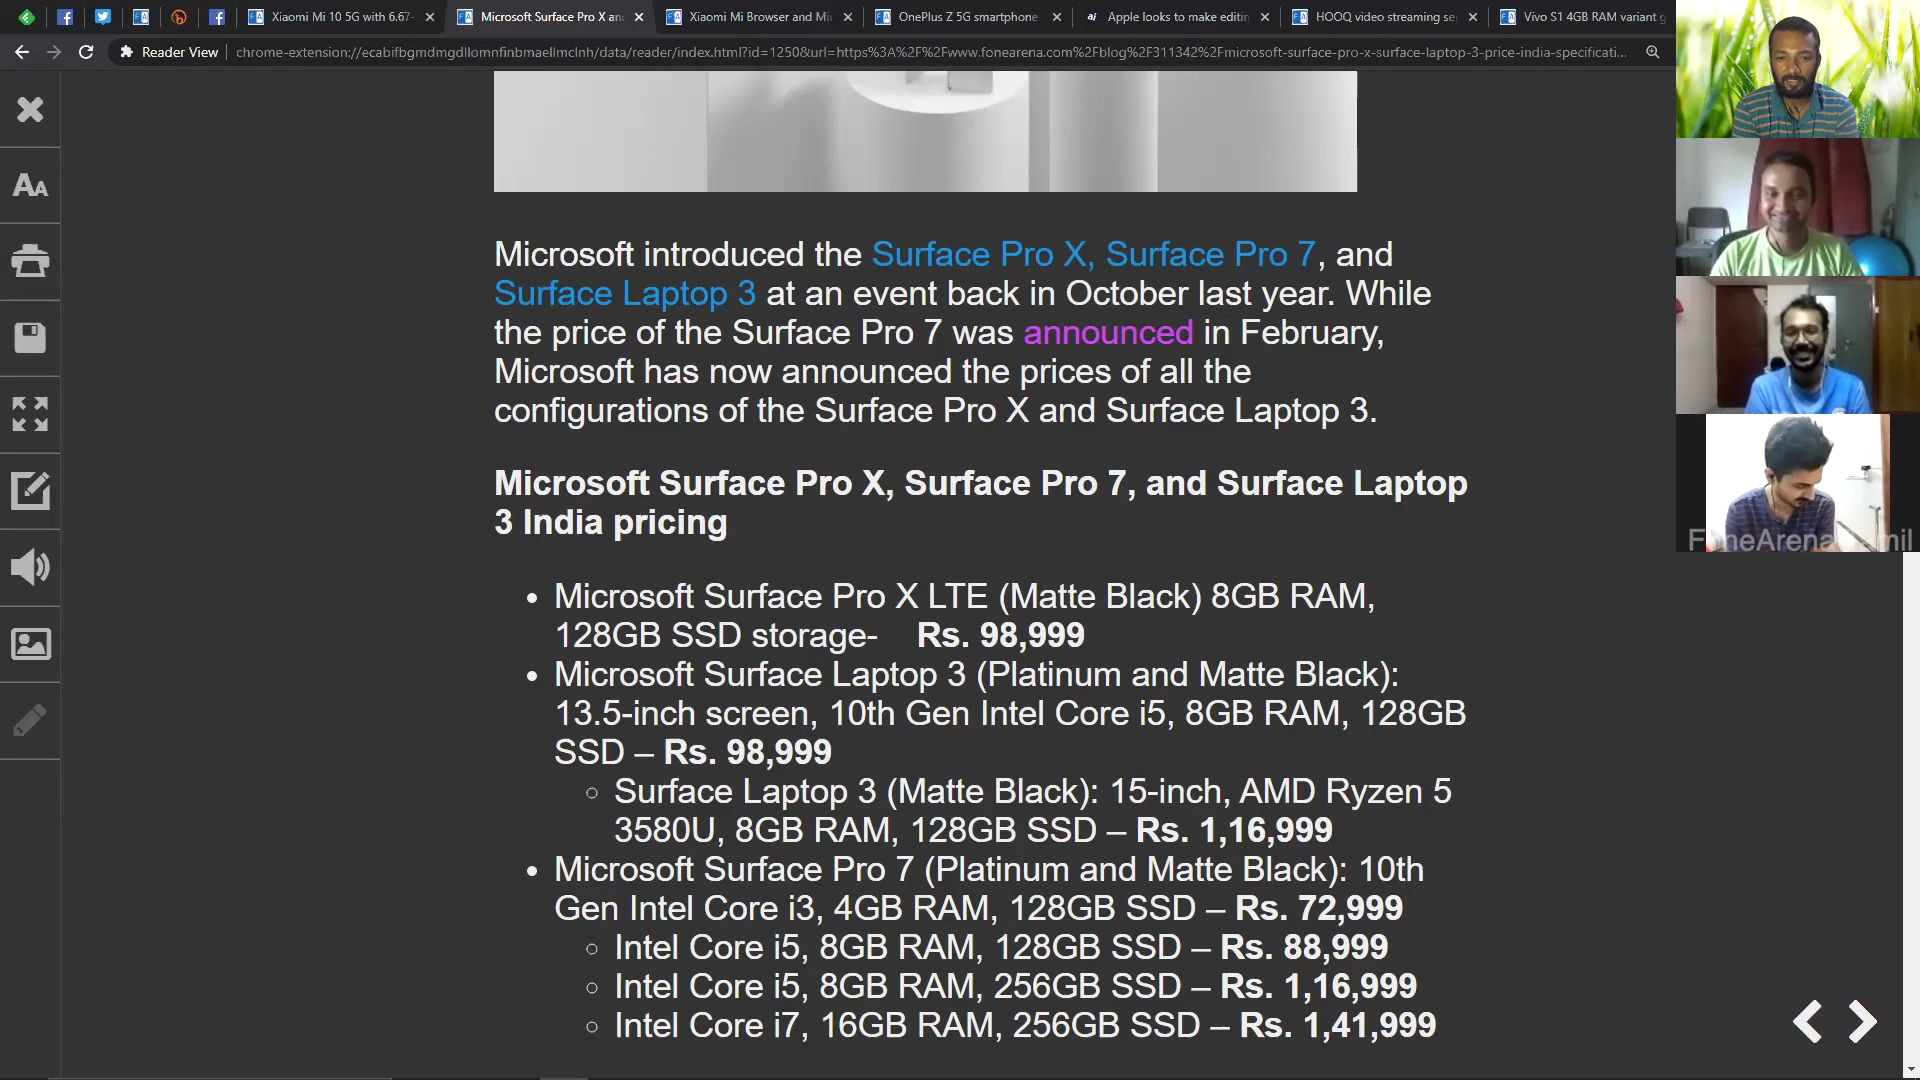 Xiaomi Mi 10 5G with 6.67-
Microsoft Surface Pro X an
Xiaomi Mi Browser and Mi
OnePlus Z 5G smartphone
ai
Apple looks to make editin
HOOQ video streaming se
Vivo S1 4GB RAM variant g
Reader View
chrome-extension://ecabifbgmdmgdllomnfinbmaellmclnh/data/reader/index.html?id=1250&url=https%3A%2F%2Fwww.fonearena.com%2Fblog%2F311342%2Fmicrosoft-surface-pro-x-surface-laptop-3-price-india-specificati...
AA
Microsoft introduced the Surface Pro X, Surface Pro 7, and
Surface Laptop 3 at an event back in October last year. While
the price of the Surface Pro 7 was announced in February,
Microsoft has now announced the prices of all the
configurations of the Surface Pro X and Surface Laptop 3.
Microsoft Surface Pro X, Surface Pro 7, and Surface Laptop
3 India pricing
Microsoft Surface Pro X LTE (Matte Black) 8GB RAM,
128GB SSD storage- Rs. 98,999
Microsoft Surface Laptop 3 (Platinum and Matte Black):
13.5-inch screen, 10th Gen Intel Core i5, 8GB RAM, 128GB
SSD – Rs. 98,999
Surface Laptop 3 (Matte Black): 15-inch, AMD Ryzen 5
3580U, 8GB RAM, 128GB SSD – Rs. 1,16,999
Microsoft Surface Pro 7 (Platinum and Matte Black): 10th
Gen Intel Core i3, 4GB RAM, 128GB SSD – Rs. 72,999
Intel Core i5, 8GB RAM, 128GB SSD – Rs. 88,999
Intel Core i5, 8GB RAM, 256GB SSD – Rs. 1,16,999
Intel Core i7, 16GB RAM, 256GB SSD – Rs. 1,41,999
FoneArena Tamil